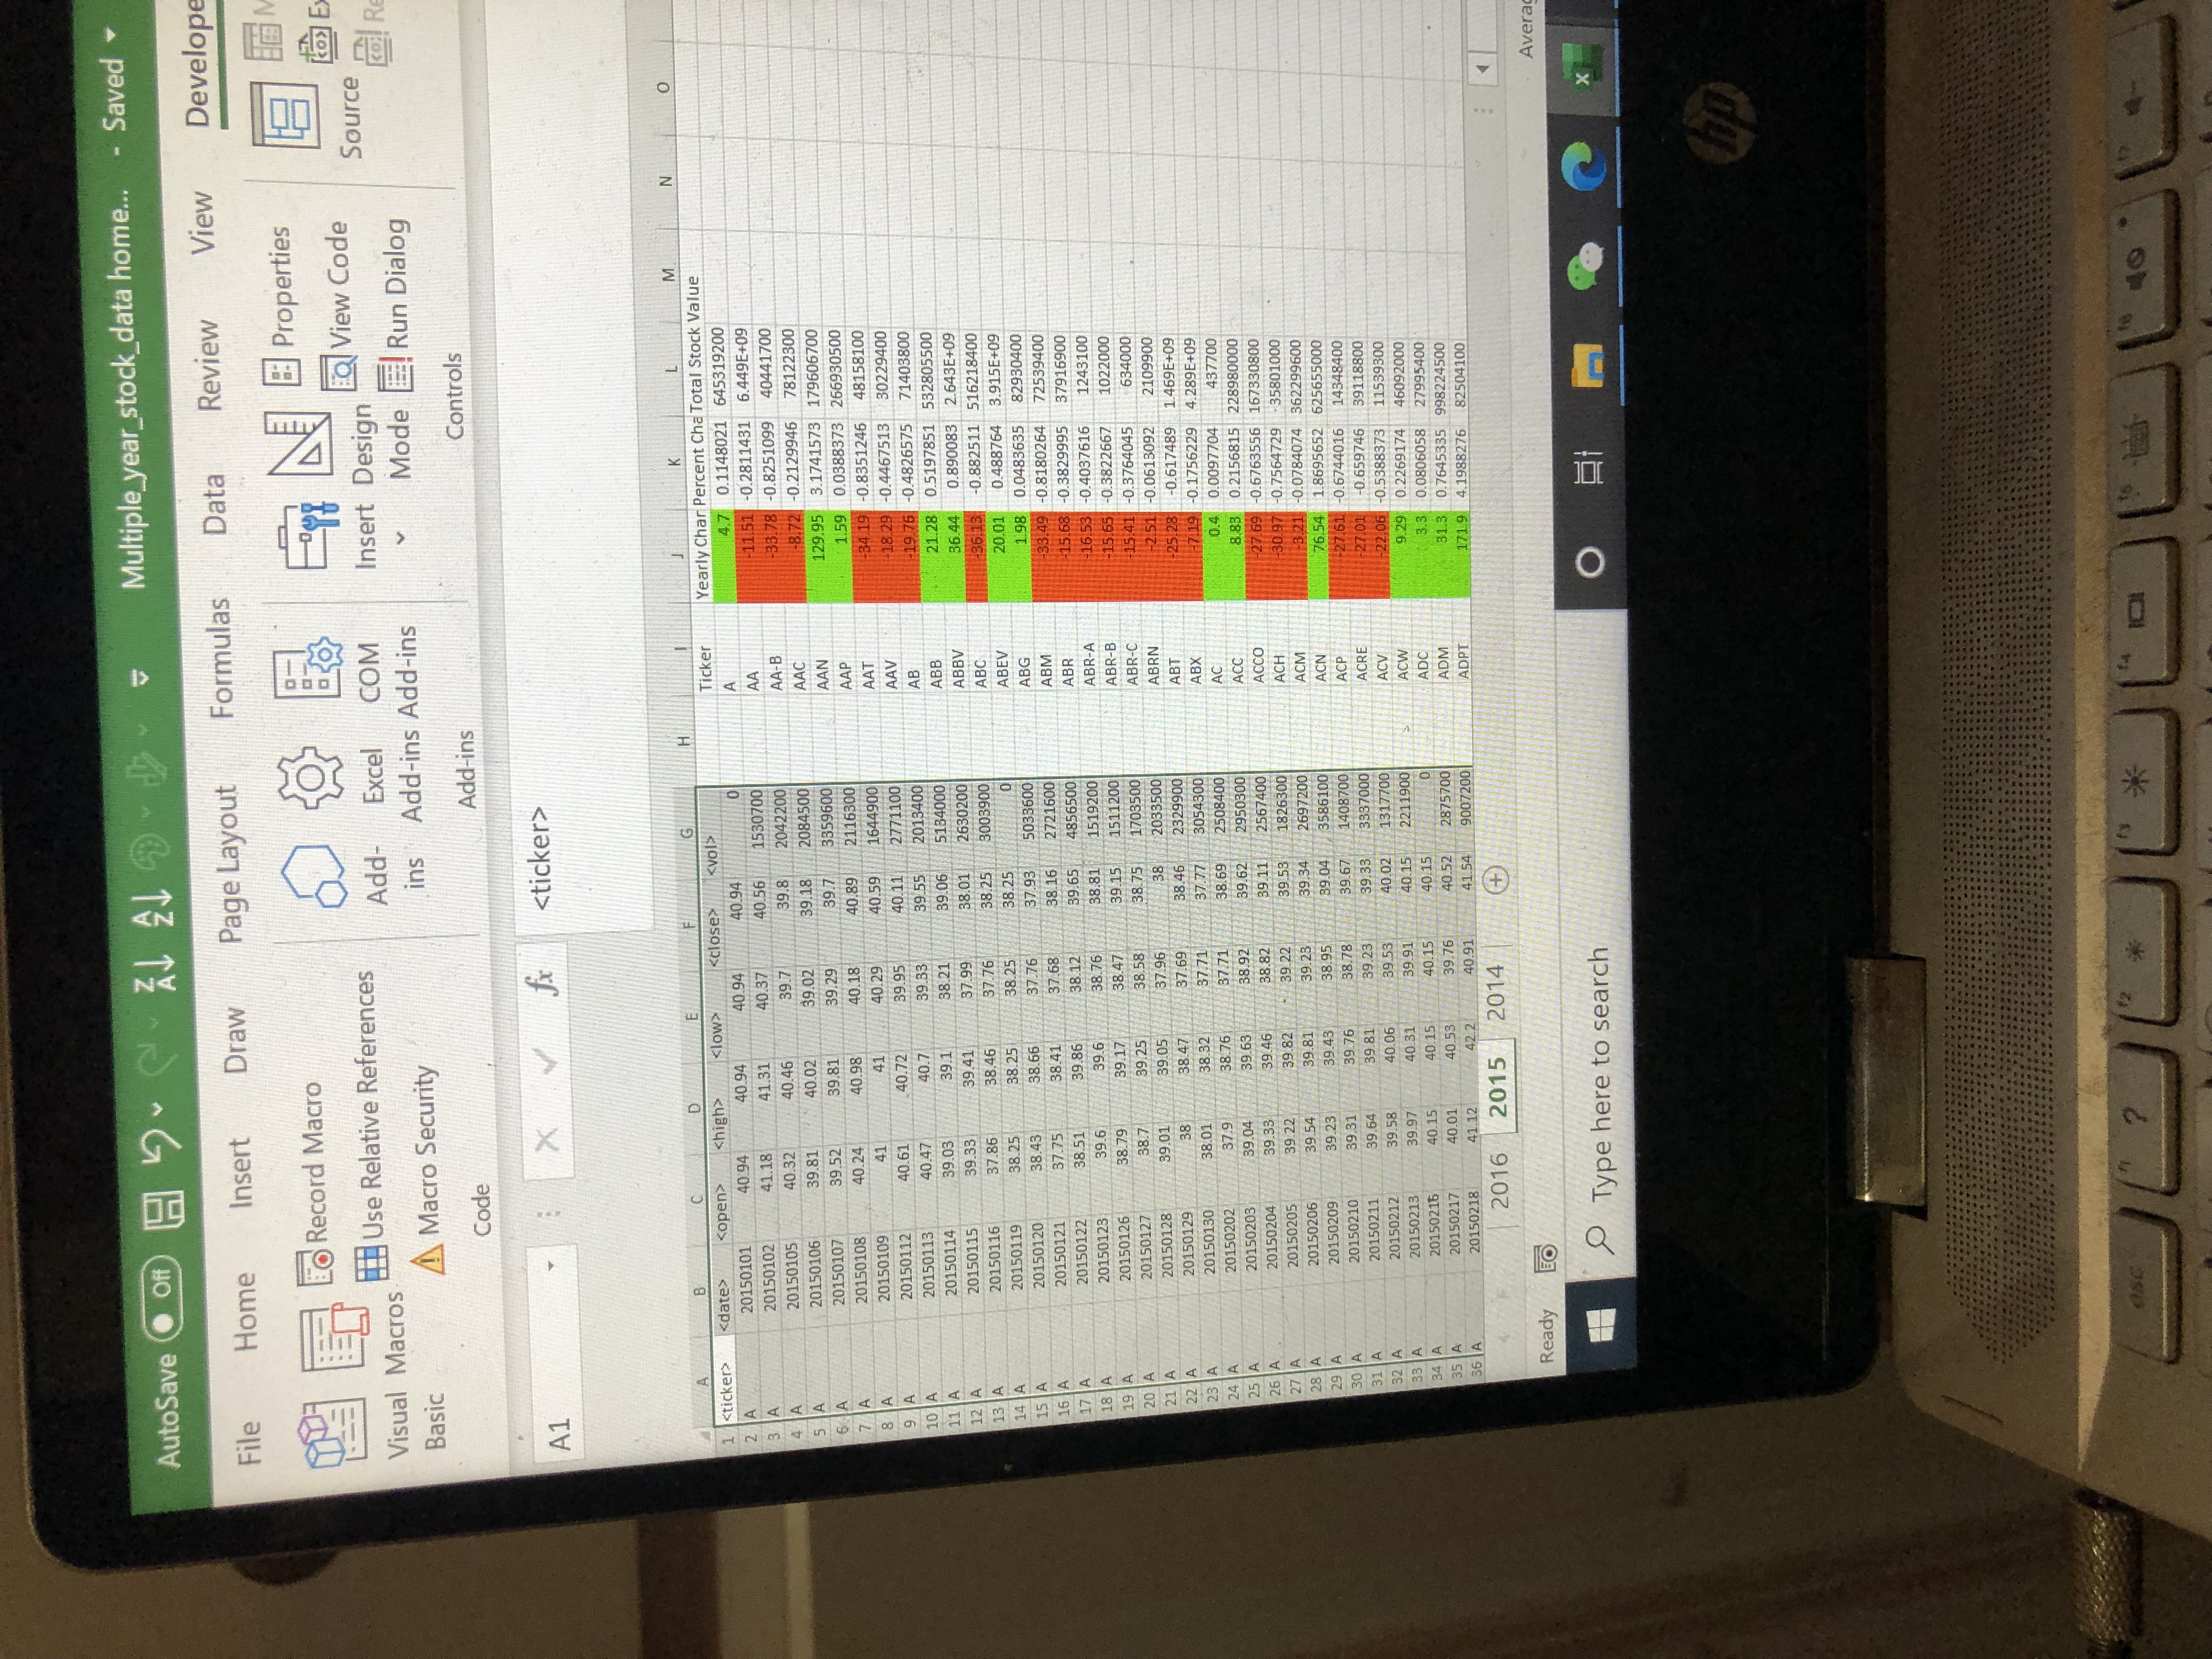 AutoSave Off Multiple_year_stock_data home... - Saved
File Home Insert Draw Page Layout Formulas Data Review View Develope
Visual Basic
Macros
Record Macro
Use Relative References
Macro Security
Code
Add-ins
Excel Add-ins
COM Add-ins
Add-ins
Insert
Design Mode
Properties
View Code
Run Dialog
Controls
Source
A1 fx <ticker>
A B C D E F G H I J K L M N O
1 <ticker> <date> <open> <high> <low> <close> <vol> Ticker Yearly Char Percent Cha Total Stock Value
2 A 20150101 40.94 40.94 40.94 40.94 0 A 4.7 0.1148021 645319200
3 A 20150102 41.18 41.31 40.37 40.56 1530700 AA -11.51 -0.2811431 6.449E+09
4 A 20150105 40.32 40.46 39.7 39.8 2042200 AA-B -33.78 -0.8251099 40441700
5 A 20150106 39.81 40.02 39.02 39.18 2084500 AAC -8.72 -0.2129946 78122300
6 A 20150107 39.52 39.81 39.29 39.7 3359600 AAN 129.95 3.1741573 179606700
7 A 20150108 40.24 40.98 40.18 40.89 2116300 AAP 1.59 0.0388373 266930500
8 A 20150109 41 41 40.29 40.59 1644900 AAT -34.19 -0.8351246 48158100
9 A 20150112 40.61 40.72 39.95 40.11 2771100 AAV -18.29 -0.4467513 30229400
10 A 20150113 40.47 40.7 39.33 39.55 2013400 AB -19.76 -0.4826575 71403800
11 A 20150114 39.03 39.1 38.21 39.06 5134000 ABB 21.28 0.5197851 532805500
12 A 20150115 39.33 39.41 37.99 38.01 2630200 ABBV 36.44 0.890083 2.643E+09
13 A 20150116 37.86 38.46 37.76 38.25 3003900 ABC -36.13 -0.882511 516218400
14 A 20150119 38.25 38.25 38.25 38.25 0 ABEV 20.01 0.488764 3.915E+09
15 A 20150120 38.43 38.66 37.76 37.93 5033600 ABG 1.98 0.0483635 82930400
16 A 20150121 37.75 38.41 37.68 38.16 2721600 ABM -33.49 -0.8180264 72539400
17 A 20150122 38.51 39.86 38.12 39.65 4856500 ABR -15.68 -0.3829995 37916900
18 A 20150123 39.6 39.6 38.76 38.81 1519200 ABR-A -16.53 -0.4037616 1243100
19 A 20150126 38.79 39.17 38.47 39.15 1511200 ABR-B -15.65 -0.3822667 1022000
20 A 20150127 38.7 39.25 38.58 38.75 1703500 ABR-C -15.41 -0.3764045 634000
21 A 20150128 39.01 39.05 37.96 38 2033500 ABRN -2.51 -0.0613092 2109900
22 A 20150129 38 38.47 37.69 38.46 2329900 ABT -25.28 -0.617489 1.469E+09
23 A 20150130 38.01 38.32 37.71 37.77 3054300 ABX -7.19 -0.1756229 4.289E+09
24 A 20150202 37.9 38.76 37.71 38.69 2508400 AC 0.4 0.0097704 437700
25 A 20150203 39.04 39.63 38.92 39.62 2950300 ACC 8.83 0.2156815 228980000
26 A 20150204 39.33 39.46 38.82 39.11 2567400 ACCO -27.69 -0.6763556 167330800
27 A 20150205 39.22 39.82 39.22 39.53 1826300 ACH -30.97 -0.7564729 35801000
28 A 20150206 39.54 39.81 39.23 39.34 2697200 ACM -3.21 -0.0784074 362299600
29 A 20150209 39.23 39.43 38.95 39.04 3586100 ACN 76.54 1.8695652 625655000
30 A 20150210 39.31 39.76 38.78 39.67 1408700 ACP -27.61 -0.6744016 14348400
31 A 20150211 39.64 39.81 39.23 39.33 3337000 ACRE -27.01 -0.659746 39118800
32 A 20150212 39.58 40.06 39.53 40.02 1317700 ACV -22.06 -0.5388373 11539300
33 A 20150213 39.97 40.31 39.91 40.15 2211900 ACW 9.29 0.2269174 46092000
34 A 20150216 40.15 40.15 40.15 40.15 0 ADC 3.3 0.0806058 27995400
35 A 20150217 40.01 40.53 39.76 40.52 2875700 ADM 31.3 0.7645335 998224500
36 A 20150218 41.12 42.2 40.91 41.54 9007200 ADPT 171.9 4.1988276 82504100
2016 2015 2014
Ready Averag
Type here to search
hp
esc f1 ? f2 f3 f4 f5 f6 f7